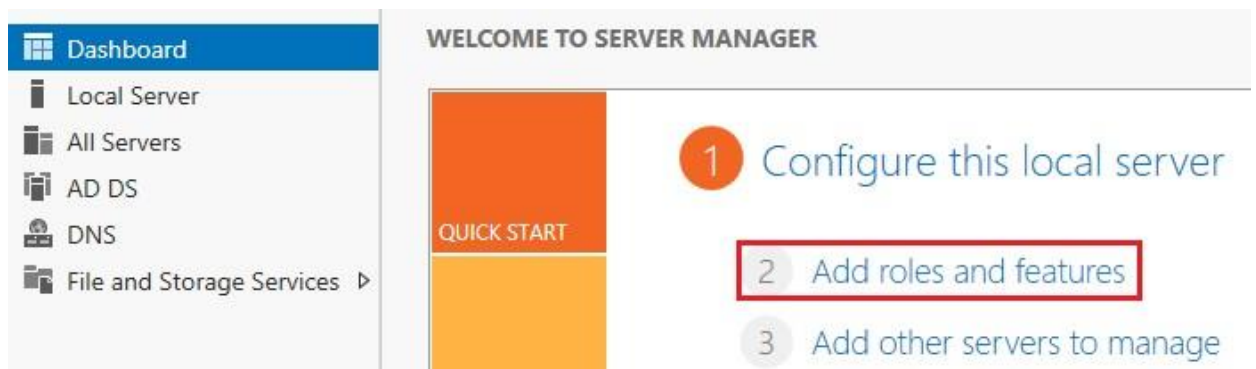 Dashboard
Local Server
All Servers
AD DS
DNS
File and Storage Services
WELCOME TO SERVER MANAGER
QUICK START
1 Configure this local server
2 Add roles and features
3 Add other servers to manage